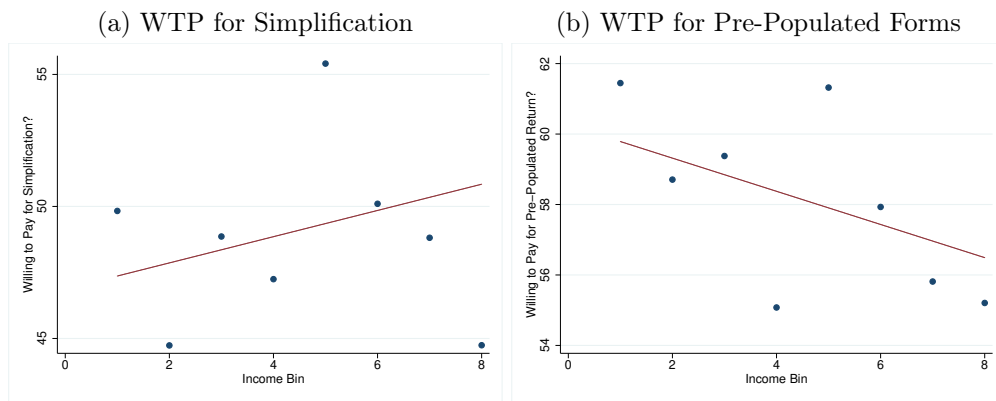 (a) WTP for Simplification
Willing to Pay for Simplification?
55
50
45
0 2 4 6 8
Income Bin
(b) WTP for Pre-Populated Forms
Willing to Pay for Pre−Populated Return?
62
60
58
56
54
0 2 4 6 8
Income Bin